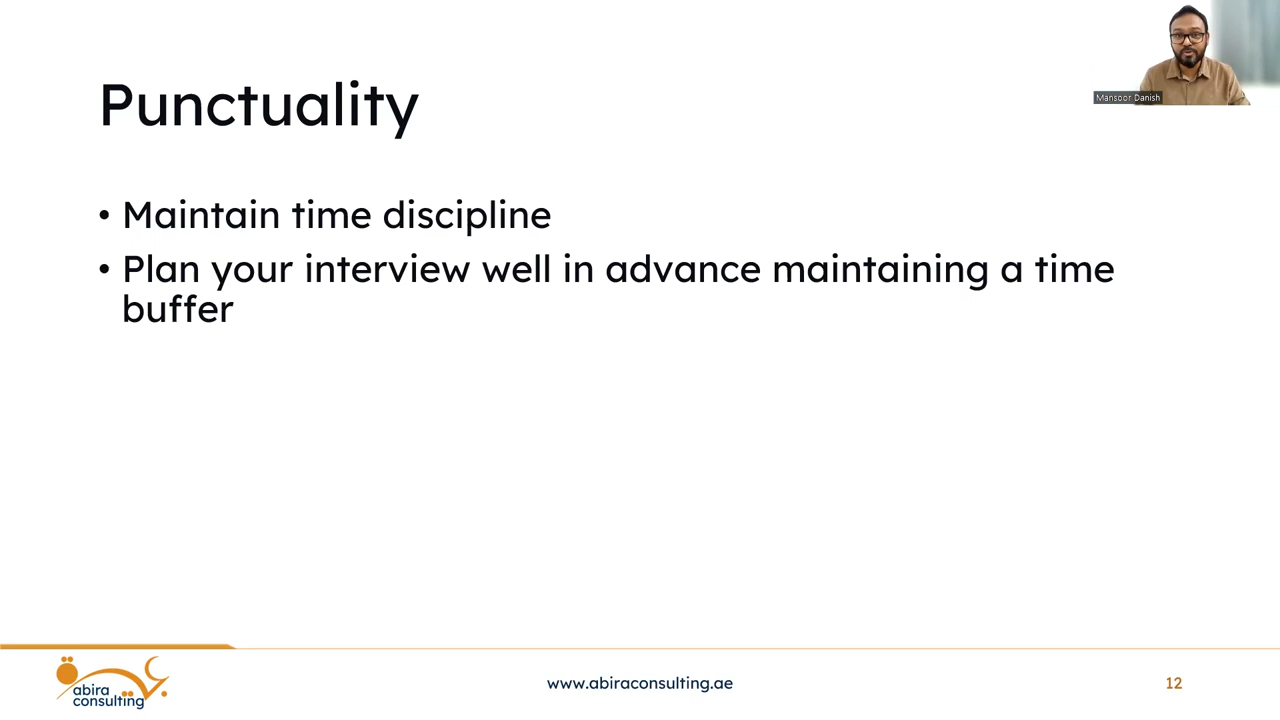 Mansoor Danish
Punctuality
• Maintain time discipline
• Plan your interview well in advance maintaining a time
buffer
abira
consulting
www.abiraconsulting.ae
12